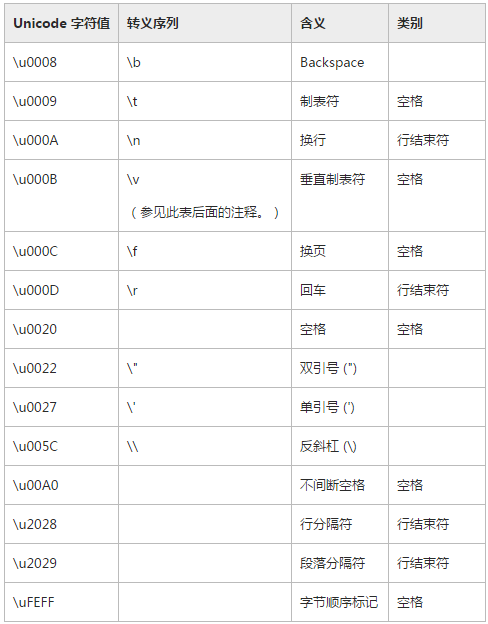 Unicode 字符值 转义序列 含义 类别
\u0008 \b Backspace
\u0009 \t 制表符 空格
\u000A \n 换行 行结束符
\u000B \v 垂直制表符 空格
（参见此表后面的注释。）
\u000C \f 换页 空格
\u000D \r 回车 行结束符
\u0020 空格 空格
\u0022 \" 双引号 (")
\u0027 \' 单引号 (')
\u005C \\ 反斜杠 (\)
\u00A0 不间断空格 空格
\u2028 行分隔符 行结束符
\u2029 段落分隔符 行结束符
\uFEFF 字节顺序标记 空格